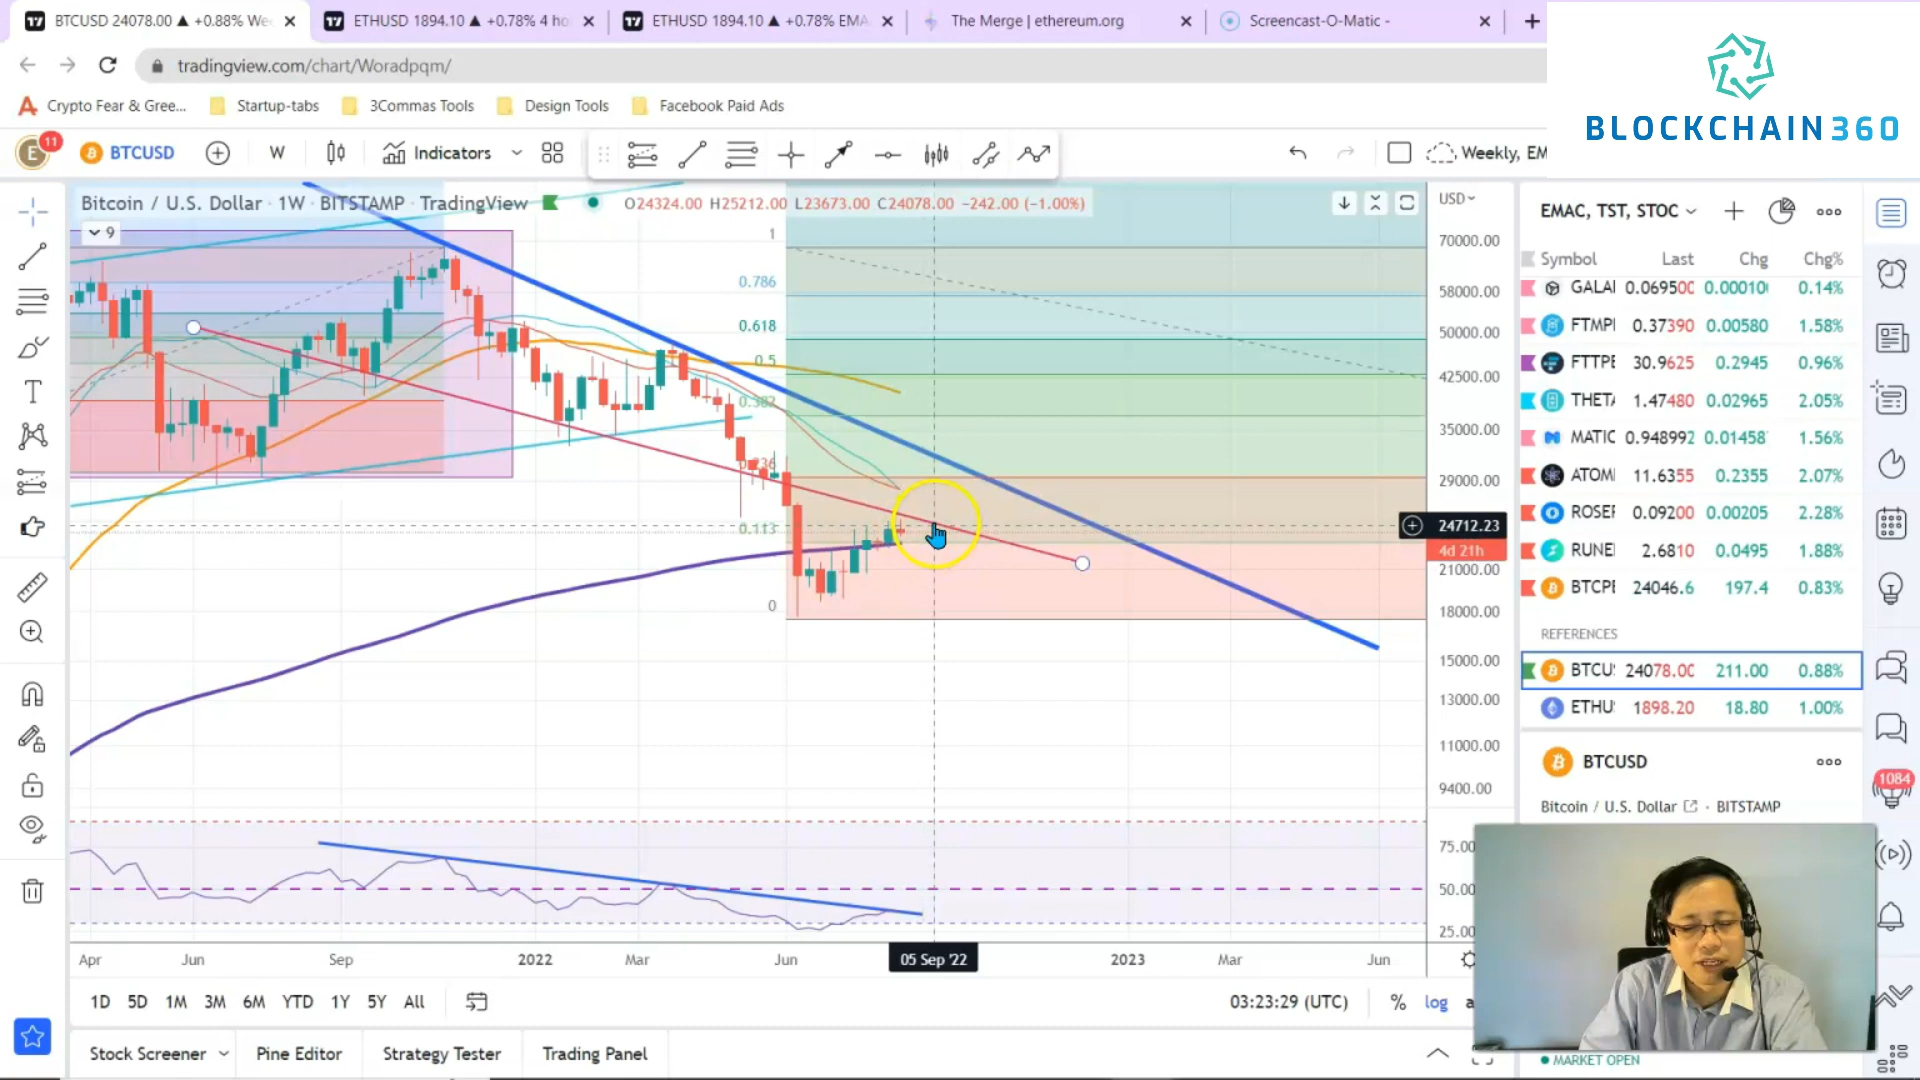 BTCUSD 24078.00 ▲ +0.88% We
ETHUSD 1894.10 ▲ +0.78% 4 ho
ETHUSD 1894.10 ▲ +0.78% EMA
The Merge | ethereum.org
Screencast-O-Matic -
tradingview.com/chart/Woradpqm/
Crypto Fear & Gree...
Startup-tabs
3Commas Tools
Design Tools
Facebook Paid Ads
BLOCKCHAIN360
E
11
BTCUSD
W
Indicators
Weekly, EM
Bitcoin / U.S. Dollar · 1W · BITSTAMP · TradingView
O24324.00 H25212.00 L23673.00 C24078.00 −242.00 (−1.00%)
USD
9
1
0.786
0.618
0.5
0.382
0.236
0.113
0
70000.00
58000.00
50000.00
42500.00
35000.00
29000.00
24712.23
4d 21h
21000.00
18000.00
15000.00
13000.00
11000.00
9400.00
75.00
50.00
25.00
Apr
Jun
Sep
2022
Mar
Jun
05 Sep '22
2023
Mar
Jun
1D 5D 1M 3M 6M YTD 1Y 5Y All
03:23:29 (UTC)
%
log
a
Stock Screener
Pine Editor
Strategy Tester
Trading Panel
EMAC, TST, STOC
Symbol Last Chg Chg%
GALAI 0.069500 0.00010 0.14%
FTMPI 0.37390 0.00580 1.58%
FTTPE 30.9625 0.2945 0.96%
THETA 1.47480 0.02965 2.05%
MATIC 0.948992 0.01458 1.56%
ATOMI 11.6355 0.2355 2.07%
ROSEF 0.09200 0.00205 2.28%
RUNEI 2.6810 0.0495 1.88%
BTCPE 24046.6 197.4 0.83%
REFERENCES
BTCU 24078.00 211.00 0.88%
ETHU 1898.20 18.80 1.00%
BTCUSD
Bitcoin / U.S. Dollar · BITSTAMP
1084
MARKET OPEN